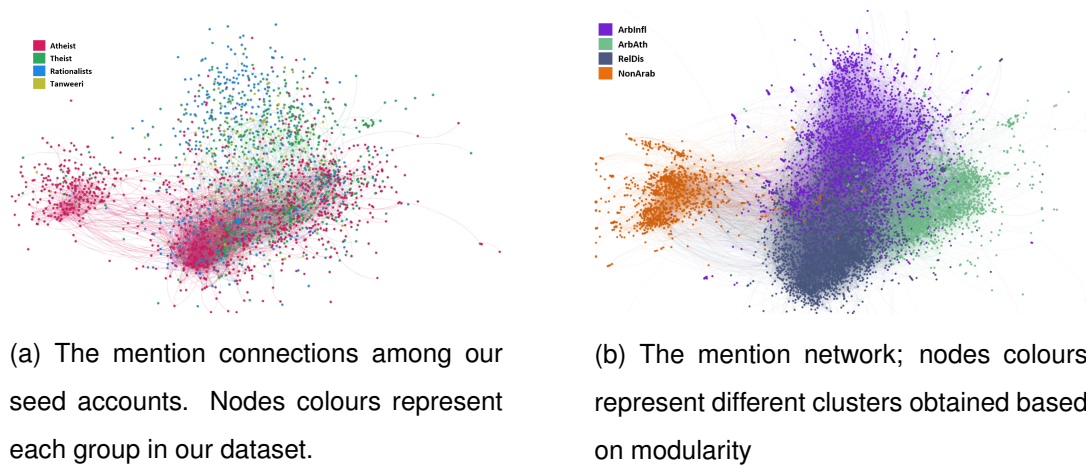 Atheist
Theist
Rationalists
Tanweeri
ArbInfl
ArbAth
RelDis
NonArab
(a) The mention connections among our
seed accounts. Nodes colours represent
each group in our dataset.
(b) The mention network; nodes colours
represent different clusters obtained based
on modularity